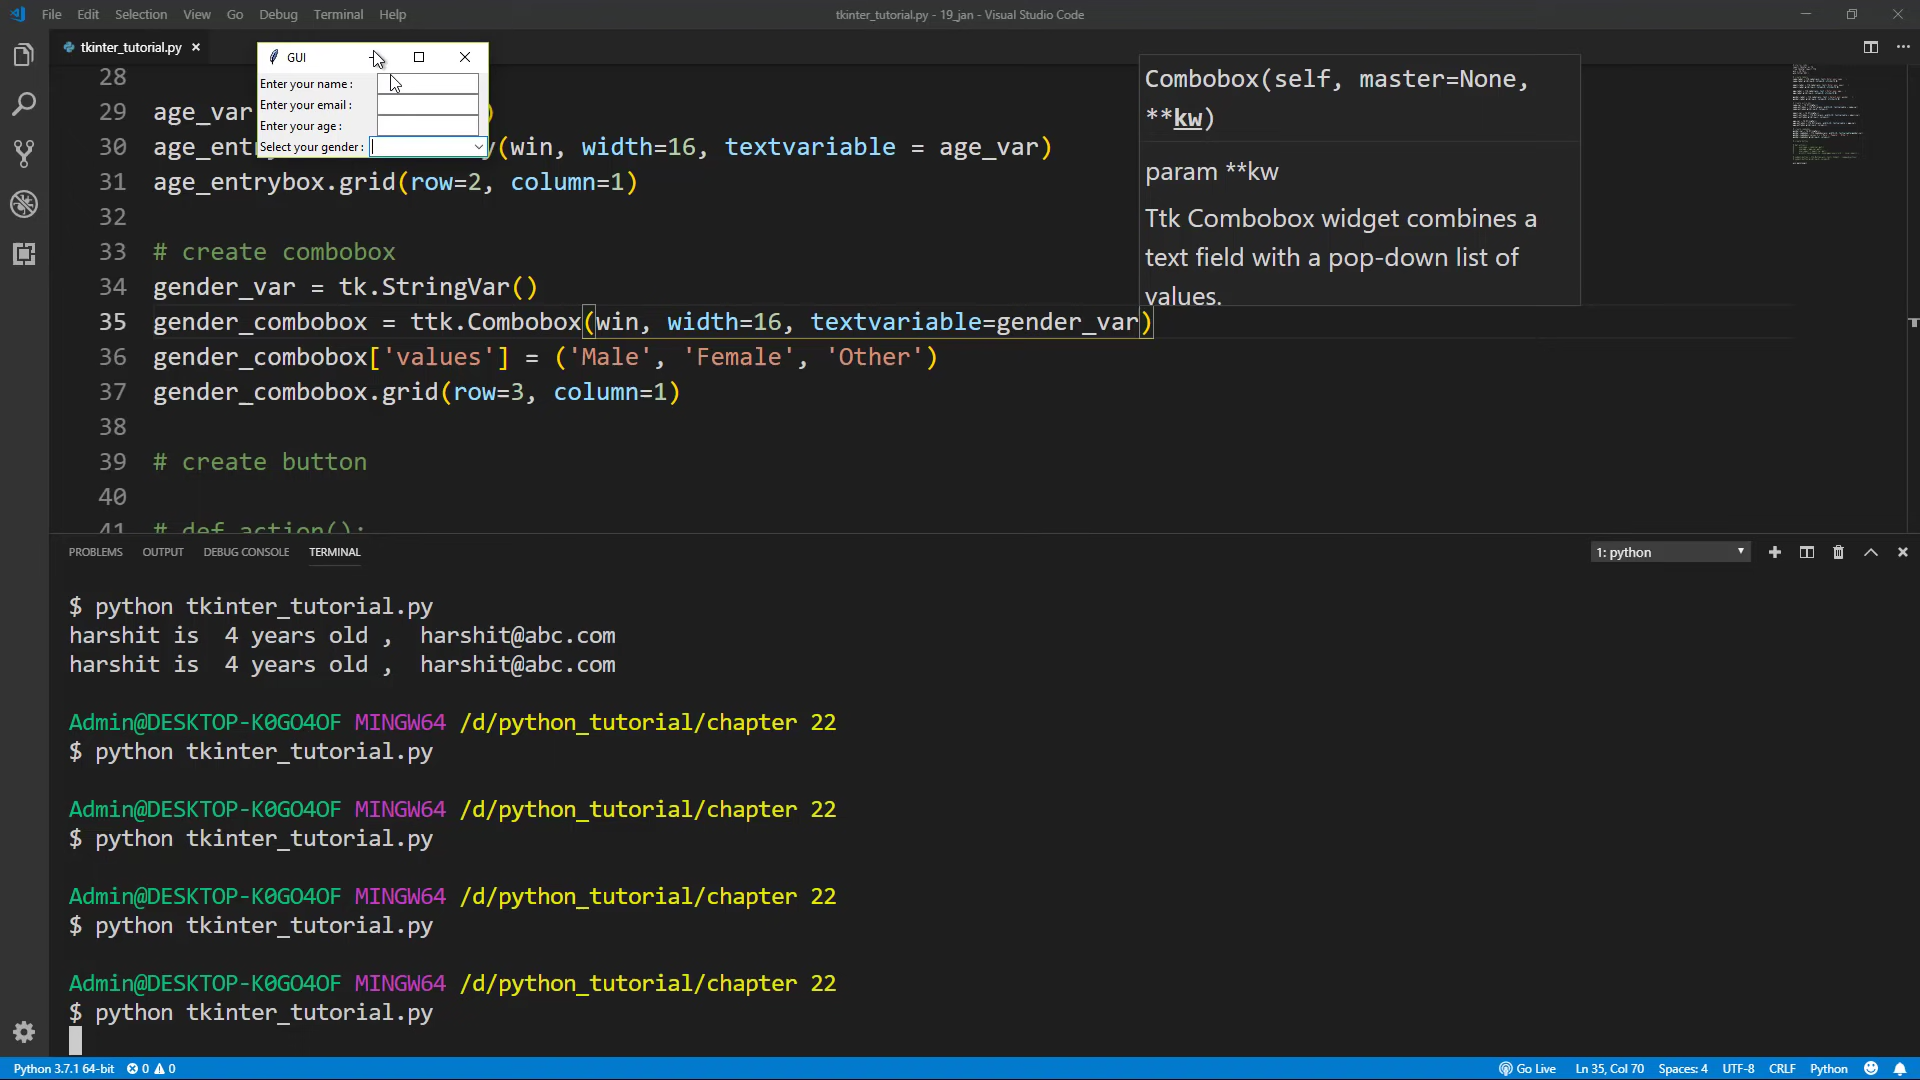 File Edit Selection View Go Debug Terminal Help
tkinter_tutorial.py - 19_jan - Visual Studio Code
tkinter_tutorial.py
GUI
Enter your name :
Enter your email :
Enter your age :
Select your gender :
Combobox(self, master=None,
**kw)
param **kw
Ttk Combobox widget combines a
text field with a pop-down list of
values.
28
29 age_var )
30 age_ent y(win, width=16, textvariable = age_var)
31 age_entrybox.grid(row=2, column=1)
32
33 # create combobox
34 gender_var = tk.StringVar()
35 gender_combobox = ttk.Combobox(win, width=16, textvariable=gender_var)
36 gender_combobox['values'] = ('Male', 'Female', 'Other')
37 gender_combobox.grid(row=3, column=1)
38
39 # create button
40
41 # def action():
PROBLEMS OUTPUT DEBUG CONSOLE TERMINAL
1: python
$ python tkinter_tutorial.py
harshit is 4 years old , harshit@abc.com
harshit is 4 years old , harshit@abc.com
Admin@DESKTOP-K0GO4OF MINGW64 /d/python_tutorial/chapter 22
$ python tkinter_tutorial.py
Admin@DESKTOP-K0GO4OF MINGW64 /d/python_tutorial/chapter 22
$ python tkinter_tutorial.py
Admin@DESKTOP-K0GO4OF MINGW64 /d/python_tutorial/chapter 22
$ python tkinter_tutorial.py
Admin@DESKTOP-K0GO4OF MINGW64 /d/python_tutorial/chapter 22
$ python tkinter_tutorial.py
Python 3.7.1 64-bit 0 0
Go Live Ln 35, Col 70 Spaces: 4 UTF-8 CRLF Python